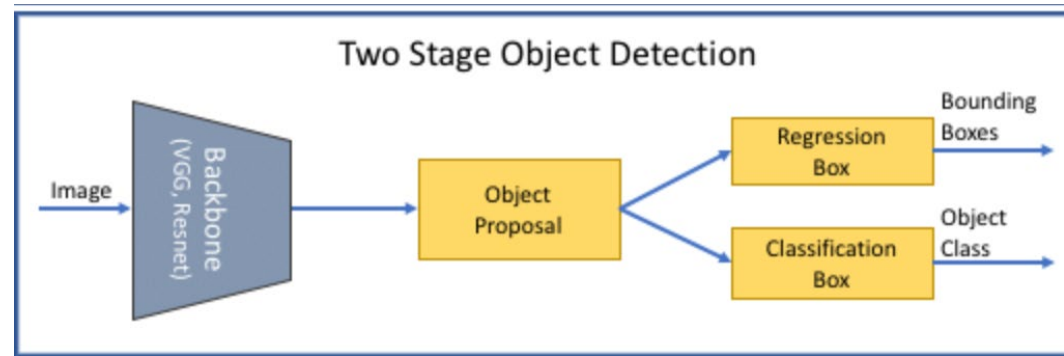 Two Stage Object Detection
Image
Backbone
(VGG, Resnet)
Object
Proposal
Regression
Box
Bounding
Boxes
Classification
Box
Object
Class